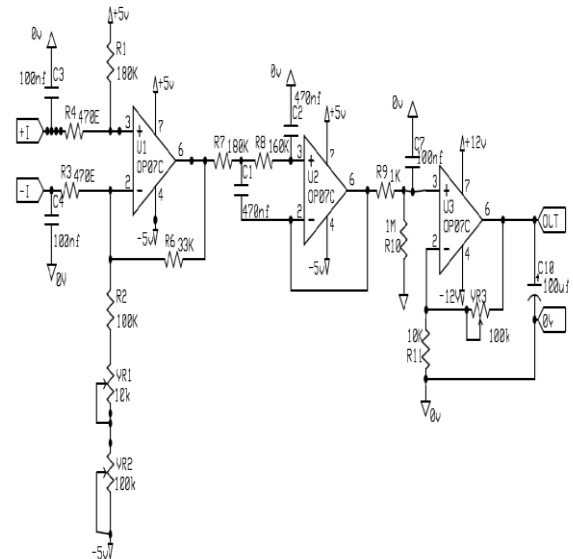 +5v
0v
R1
180K
C3
100nf
R4 470E
+I
3
7
+5v
U1
OP07C
6
2
4
-5v
-I
R3 470E
C4
100nf
0V
R6 33K
R2
100K
VR1
10k
VR2
100k
-5v
R7 180K
R8 160K
C1
470nf
0v
470nf
C2
+5v
3
7
U2
OP07C
6
2
4
-5v
R9 1K
0v
C7
100nf
1M
R10
+12v
3
7
U3
OP07C
6
2
4
-12V
VR3
100k
10K
R11
0v
OUT
C10
100uf
0v